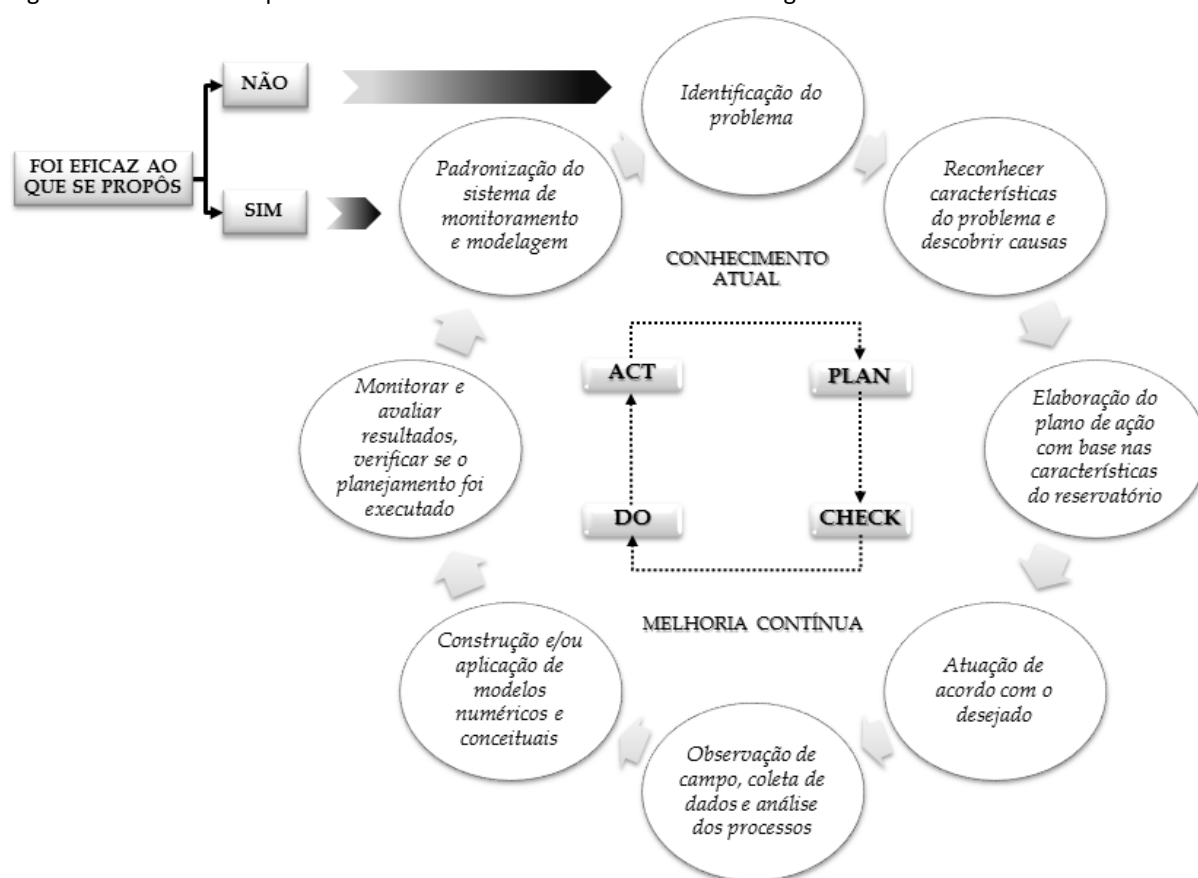 NÃO
FOI EFICAZ AO
QUE SE PROPÔS
SIM
Identificação do
problema
Reconhecer
características
do problema e
descobrir causas
Elaboração do
plano de ação
com base nas
características
do reservatório
Atuação de
acordo com o
desejado
Observação de
campo, coleta de
dados e análise
dos processos
Construção e/ou
aplicação de
modelos
numéricos e
conceituais
Monitorar e
avaliar
resultados,
verificar se o
planejamento foi
executado
Padronização do
sistema de
monitoramento
e modelagem
CONHECIMENTO
ATUAL
ACT
PLAN
DO
CHECK
MELHORIA CONTÍNUA